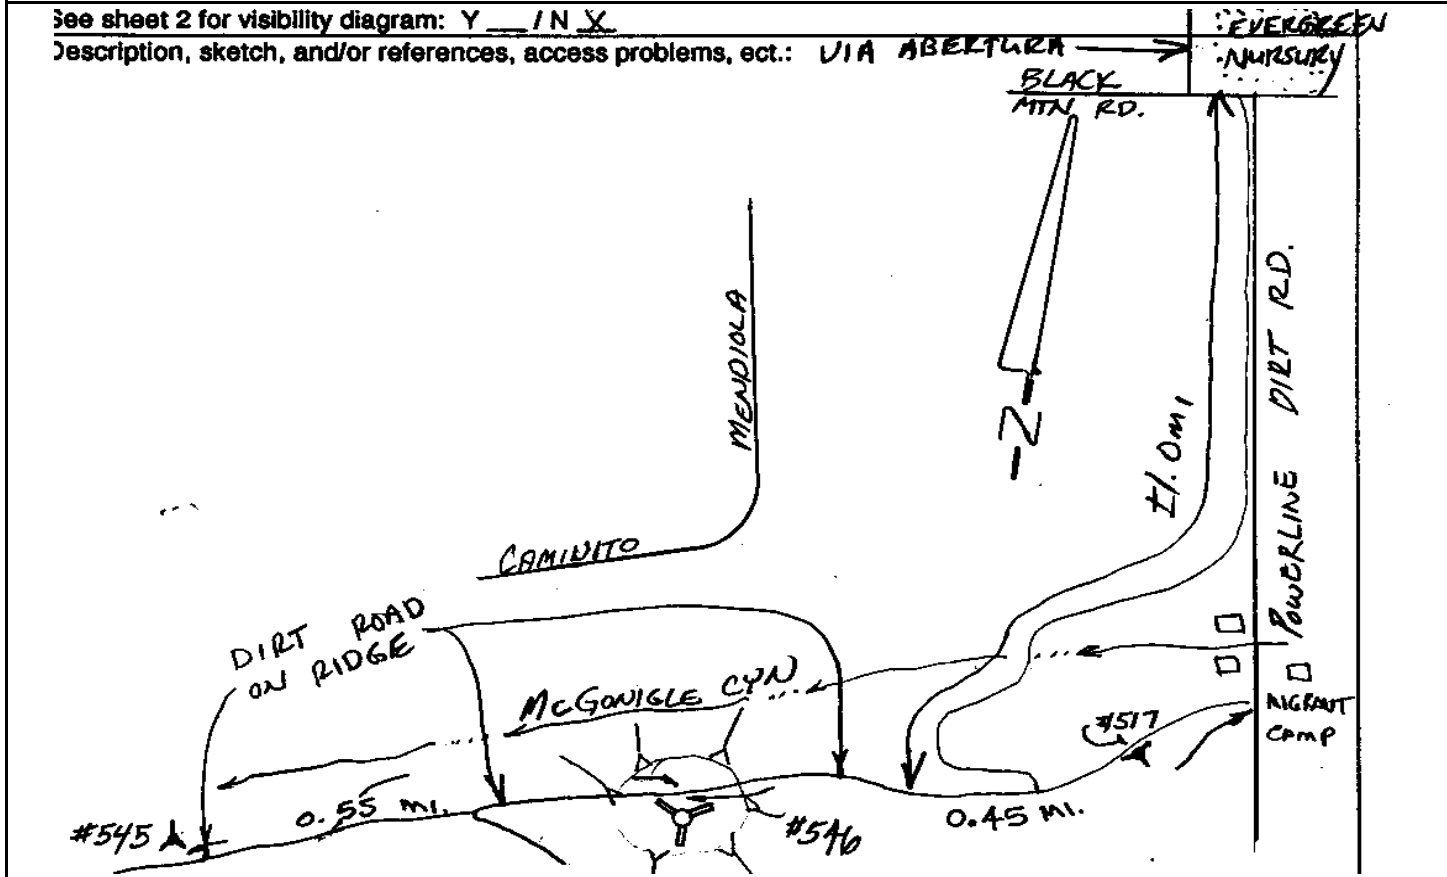 See sheet 2 for visibility diagram: Y __ / N X
Description, sketch, and/or references, access problems, ect.: VIA ABERTURA
EVERGREEN
NURSURY
BLACK
MTN RD.
MENDIOLA
-N-
±1.0 MI
POWERLINE DIRT RD.
CAMINITO
DIRT ROAD
ON RIDGE
McGONIGLE CYN
#517
MIGRANT
CAMP
0.55 MI.
0.45 MI.
#545
#546